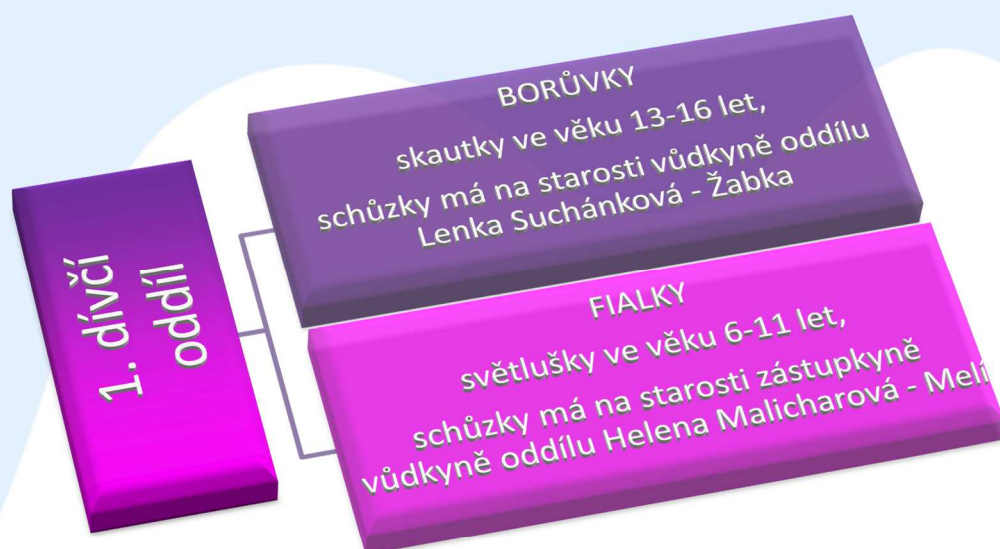 1. dívčí
oddíl
BORŮVKY
skautky ve věku 13-16 let,
schůzky má na starosti vůdkyně oddílu
Lenka Suchánková - Žabka
FIALKY
světlušky ve věku 6-11 let,
schůzky má na starosti zástupkyně
vůdkyně oddílu Helena Malicharová - Melí